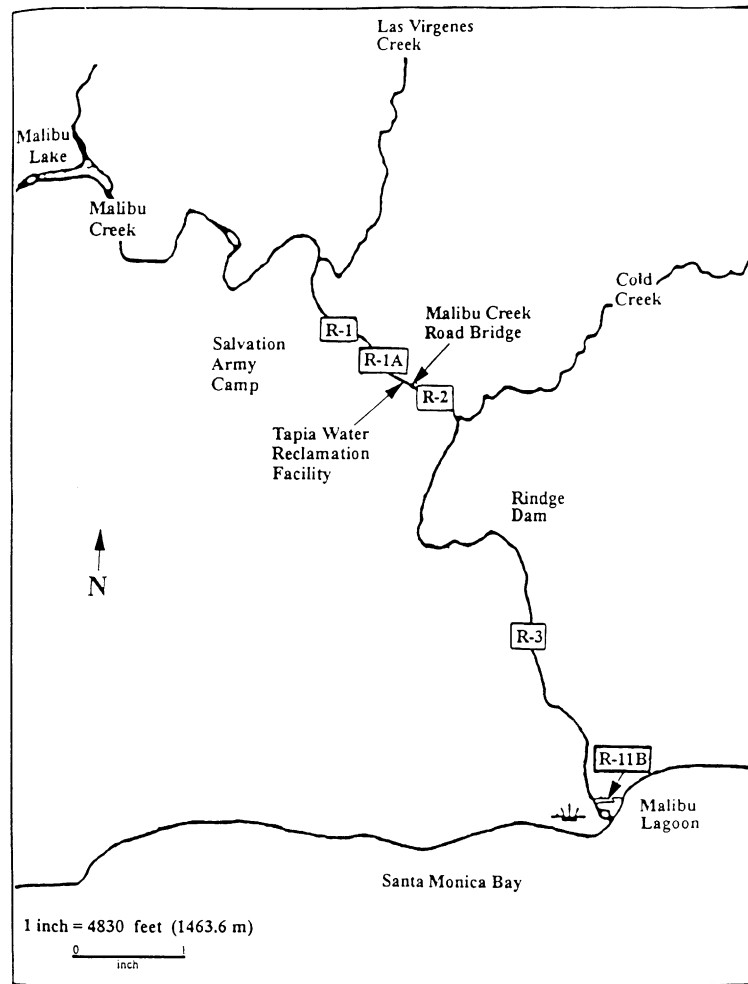 Las Virgenes
Creek
Malibu
Lake
Malibu
Creek
Cold
Creek
Malibu Creek
Road Bridge
R-1
Salvation
Army
Camp
R-1A
R-2
Tapia Water
Reclamation
Facility
Rindge
Dam
N
R-3
R-11B
Malibu
Lagoon
Santa Monica Bay
1 inch = 4830 feet (1463.6 m)
0 1
inch